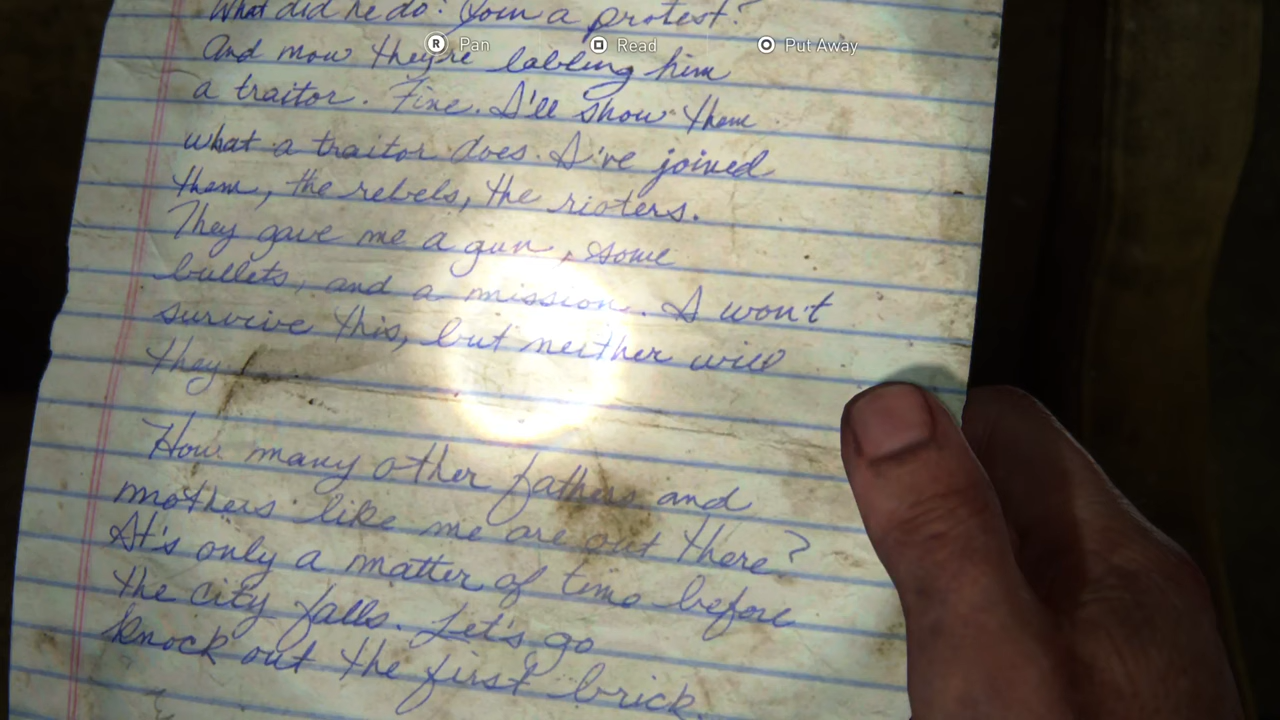 What did he do? Join a protest?
R Pan Read Put Away
And now they're labling him
a traitor. Fine. I'll show them
what a traitor does. I've joined
them, the rebels, the rioters.
They gave me a gun, some
bullets, and a mission. I won't
survive this, but neither will
they
How many other fathers and
mothers like me are out there?
It's only a matter of time before
the city falls. Let's go
knock out the first brick.